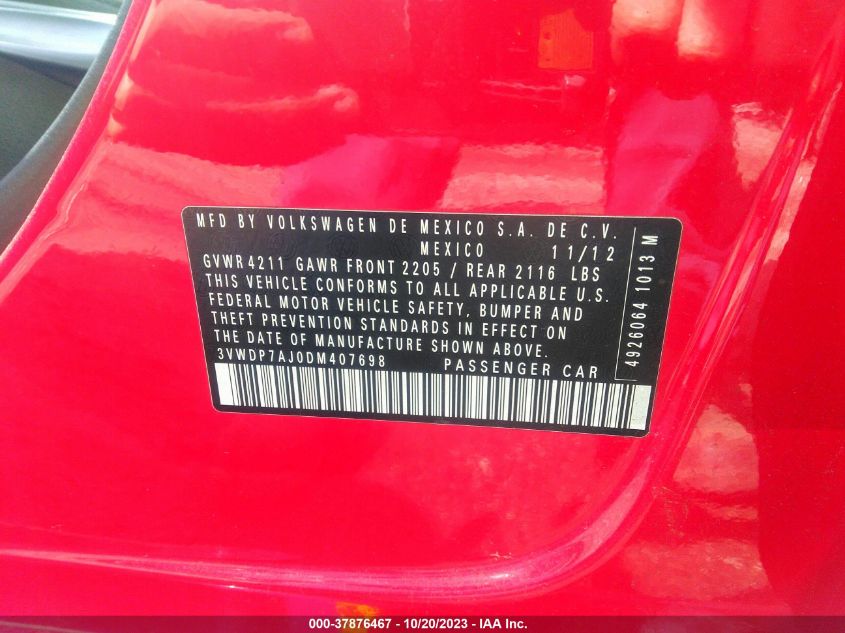 MFD BY VOLKSWAGEN DE MEXICO S.A. DE C.V.
MEXICO 11/12
GVWR 4211 GAWR FRONT 2205 / REAR 2116 LBS
THIS VEHICLE CONFORMS TO ALL APPLICABLE U.S.
FEDERAL MOTOR VEHICLE SAFETY, BUMPER AND
THEFT PREVENTION STANDARDS IN EFFECT ON
THE DATE OF MANUFACTURE SHOWN ABOVE.
3VWDP7AJ0DM407698 PASSENGER CAR
4926064 1013 M
000-37876467 - 10/20/2023 - IAA Inc.